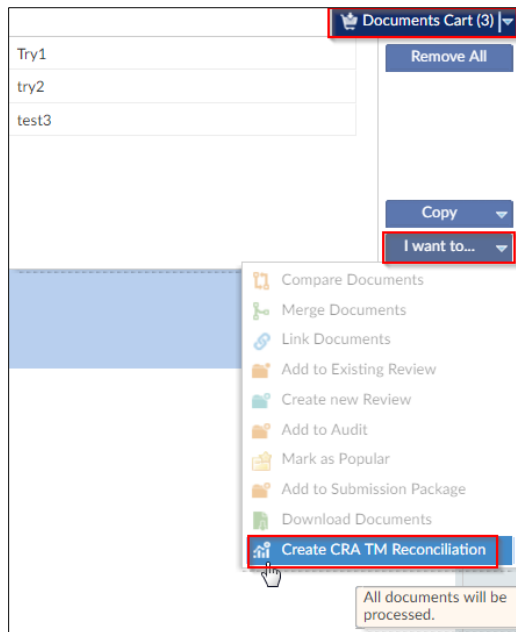 Documents Cart (3)
Try1
Remove All
try2
test3
Copy
I want to...
Compare Documents
Merge Documents
Link Documents
Add to Existing Review
Create new Review
Add to Audit
Mark as Popular
Add to Submission Package
Download Documents
Create CRA TM Reconciliation
All documents will be
processed.